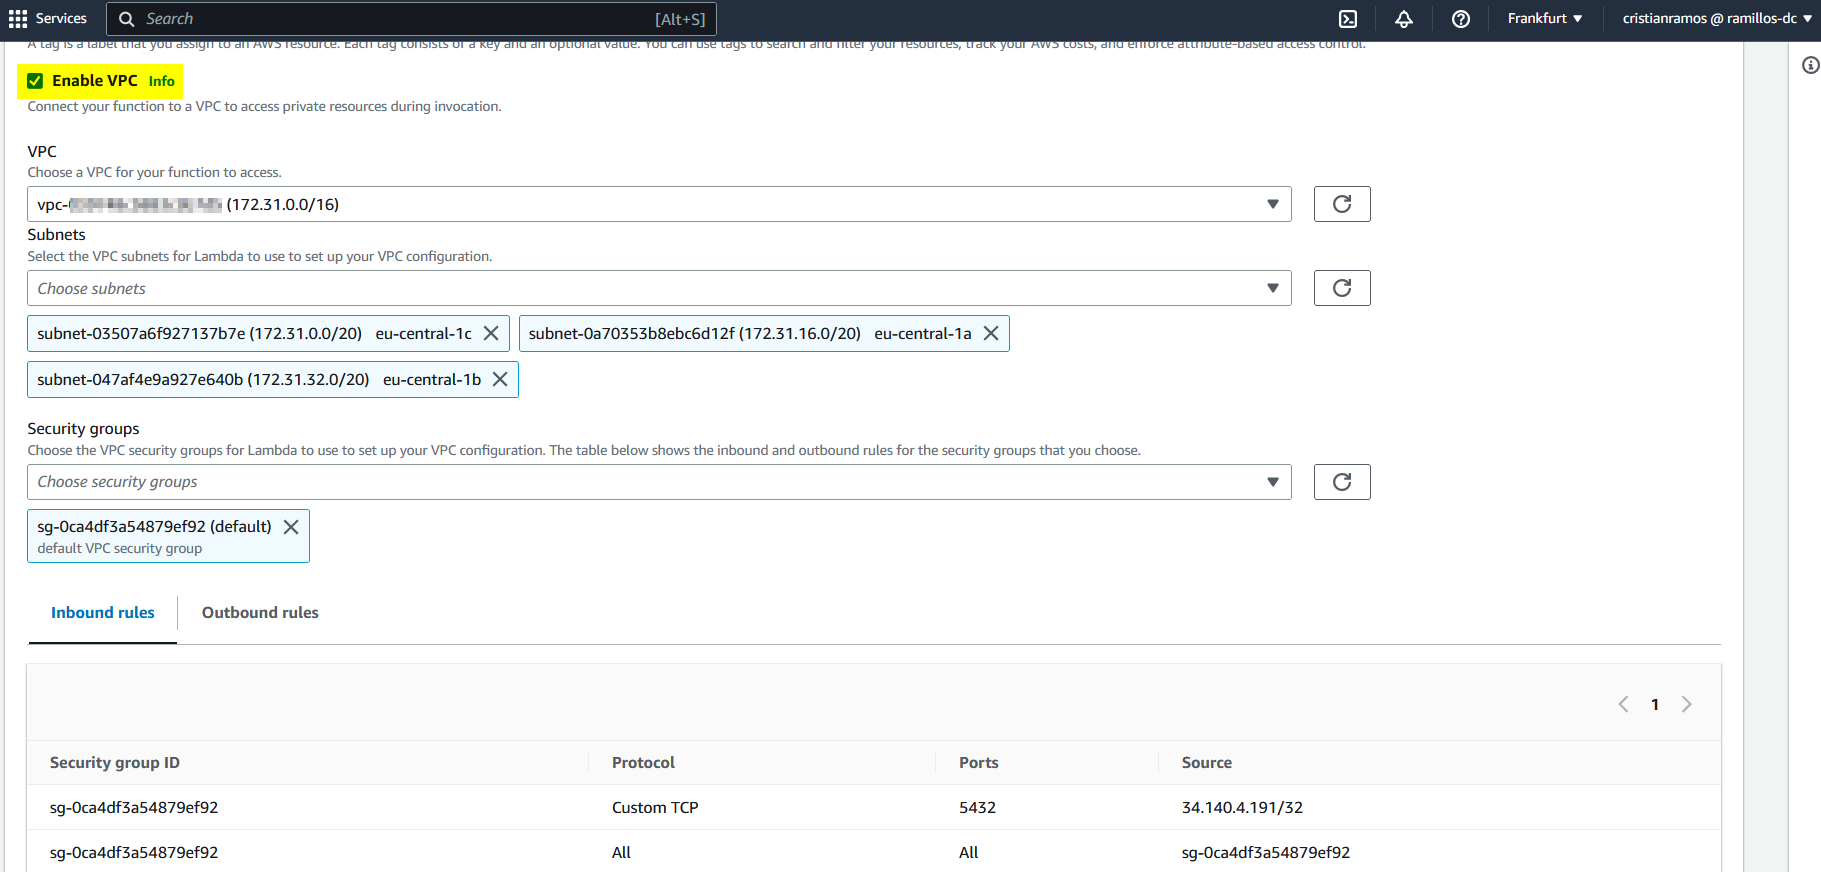 Services Search [Alt+S] Frankfurt cristianramos @ ramillos-dc
A tag is a label that you assign to an AWS resource. Each tag consists of a key and an optional value. You can use tags to search and filter your resources, track your AWS costs, and enforce attribute-based access control.
Enable VPC Info
Connect your function to a VPC to access private resources during invocation.
VPC
Choose a VPC for your function to access.
vpc- (172.31.0.0/16)
Subnets
Select the VPC subnets for Lambda to use to set up your VPC configuration.
Choose subnets
subnet-03507a6f927137b7e (172.31.0.0/20) eu-central-1c subnet-0a70353b8ebc6d12f (172.31.16.0/20) eu-central-1a
subnet-047af4e9a927e640b (172.31.32.0/20) eu-central-1b
Security groups
Choose the VPC security groups for Lambda to use to set up your VPC configuration. The table below shows the inbound and outbound rules for the security groups that you choose.
Choose security groups
sg-0ca4df3a54879ef92 (default)
default VPC security group
Inbound rules Outbound rules
1
Security group ID Protocol Ports Source
sg-0ca4df3a54879ef92 Custom TCP 5432 34.140.4.191/32
sg-0ca4df3a54879ef92 All All sg-0ca4df3a54879ef92